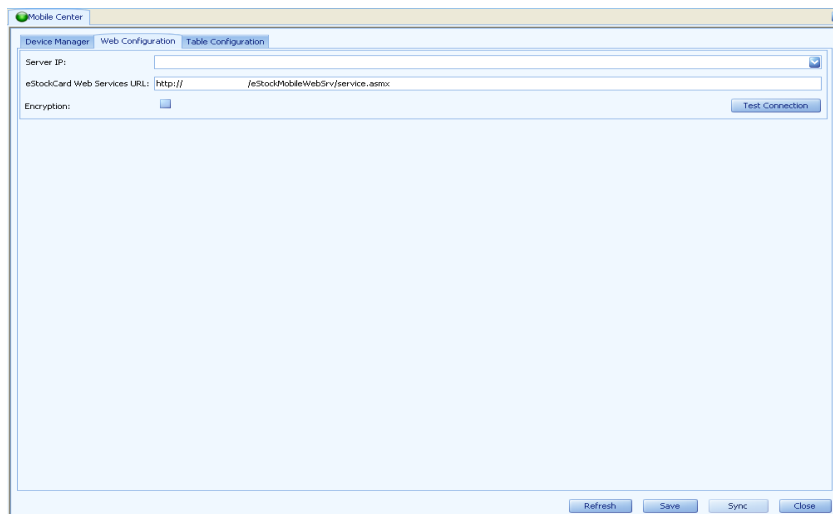 Mobile Center
Device Manager Web Configuration Table Configuration
Server IP:
eStockCard Web Services URL: http:// /eStockMobileWebSrv/service.asmx
Encryption: Test Connection
Refresh Save Sync Close